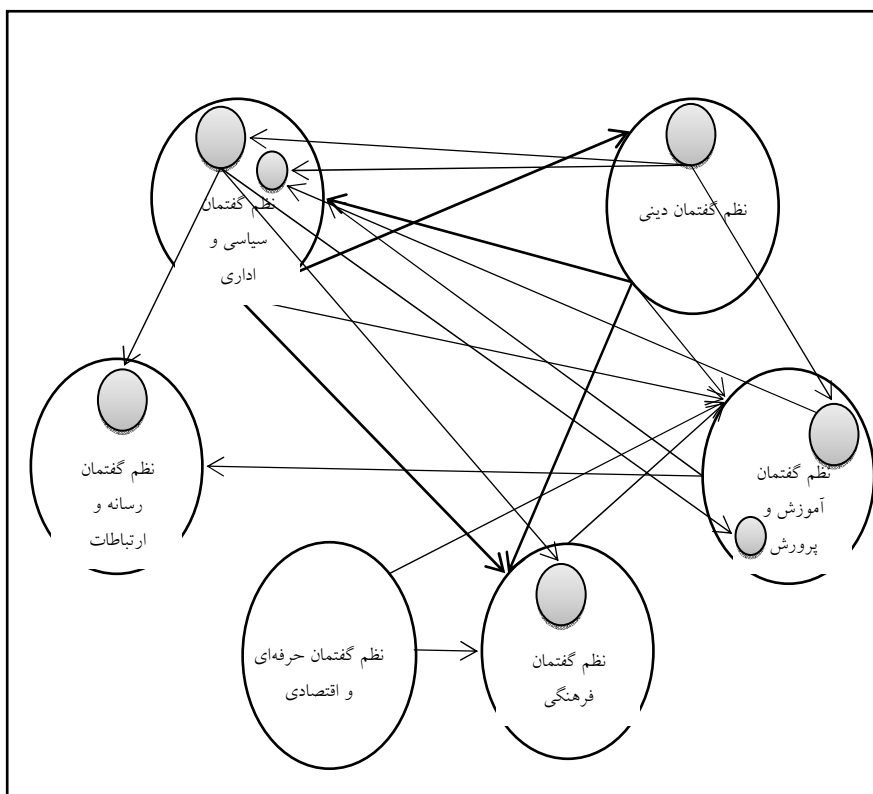 نظم گفتمان دینی
نظم گفتمان
سیاسی و
اداری
نظم گفتمان
آموزش و
پرورش
نظم گفتمان
رسانه و
ارتباطات
نظم گفتمان
فرهنگی
نظم گفتمان حرفه‌ای
و اقتصادی